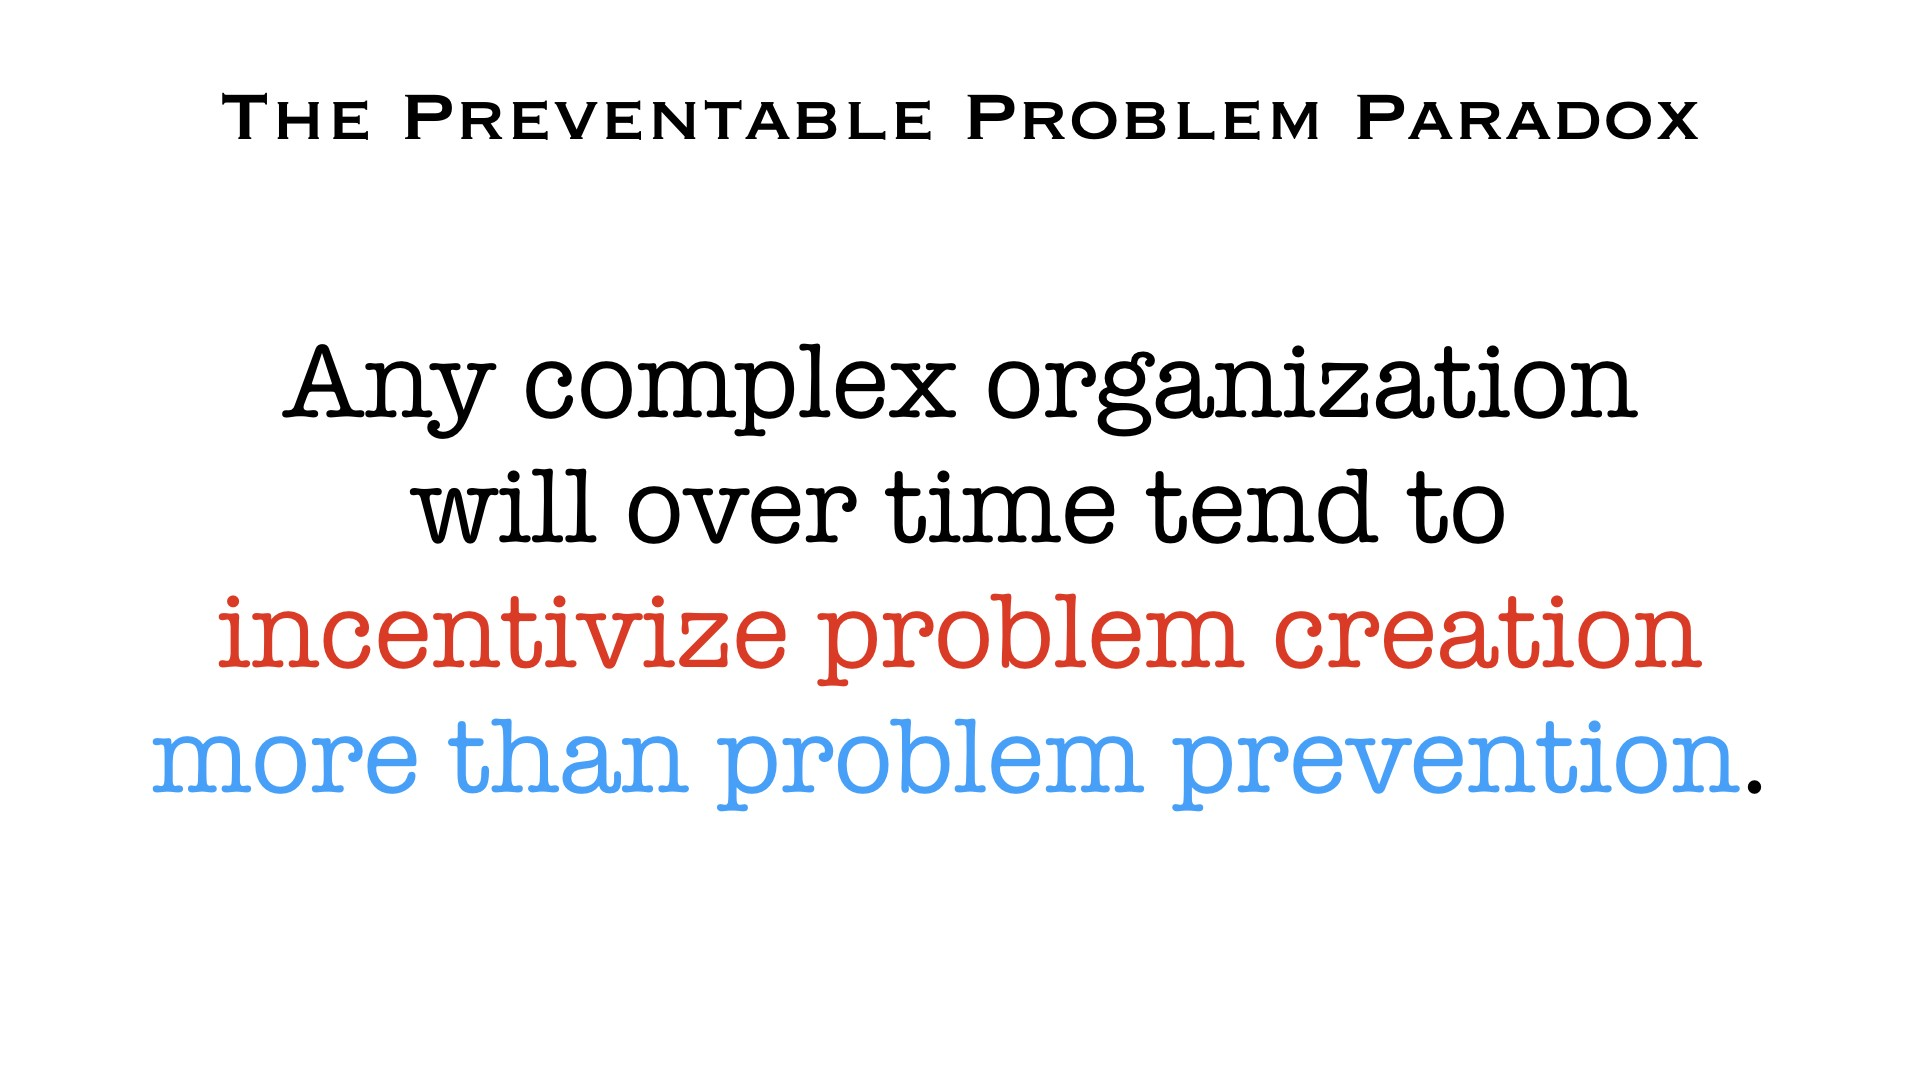 The Preventable Problem Paradox
Any complex organization
will over time tend to
incentivize problem creation
more than problem prevention.